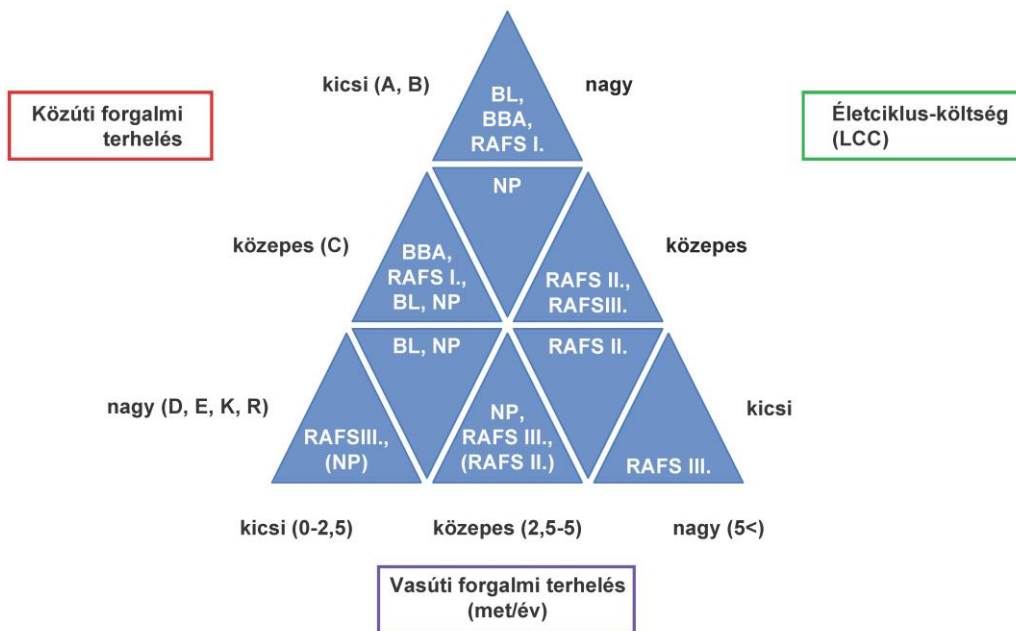 kicsi (A, B)
nagy
Közúti forgalmi
terhelés
BL,
BBA,
RAFS I.
Életciklus-költség
(LCC)
NP
közepes (C)
BBA,
RAFS I.,
BL, NP
RAFS II.,
RAFSIII.
közepes
BL, NP
RAFS II.
nagy (D, E, K, R)
RAFSIII.,
(NP)
NP,
RAFS III.,
(RAFS II.)
RAFS III.
kicsi
kicsi (0-2,5)
közepes (2,5-5)
nagy (5<)
Vasúti forgalmi terhelés
(met/év)